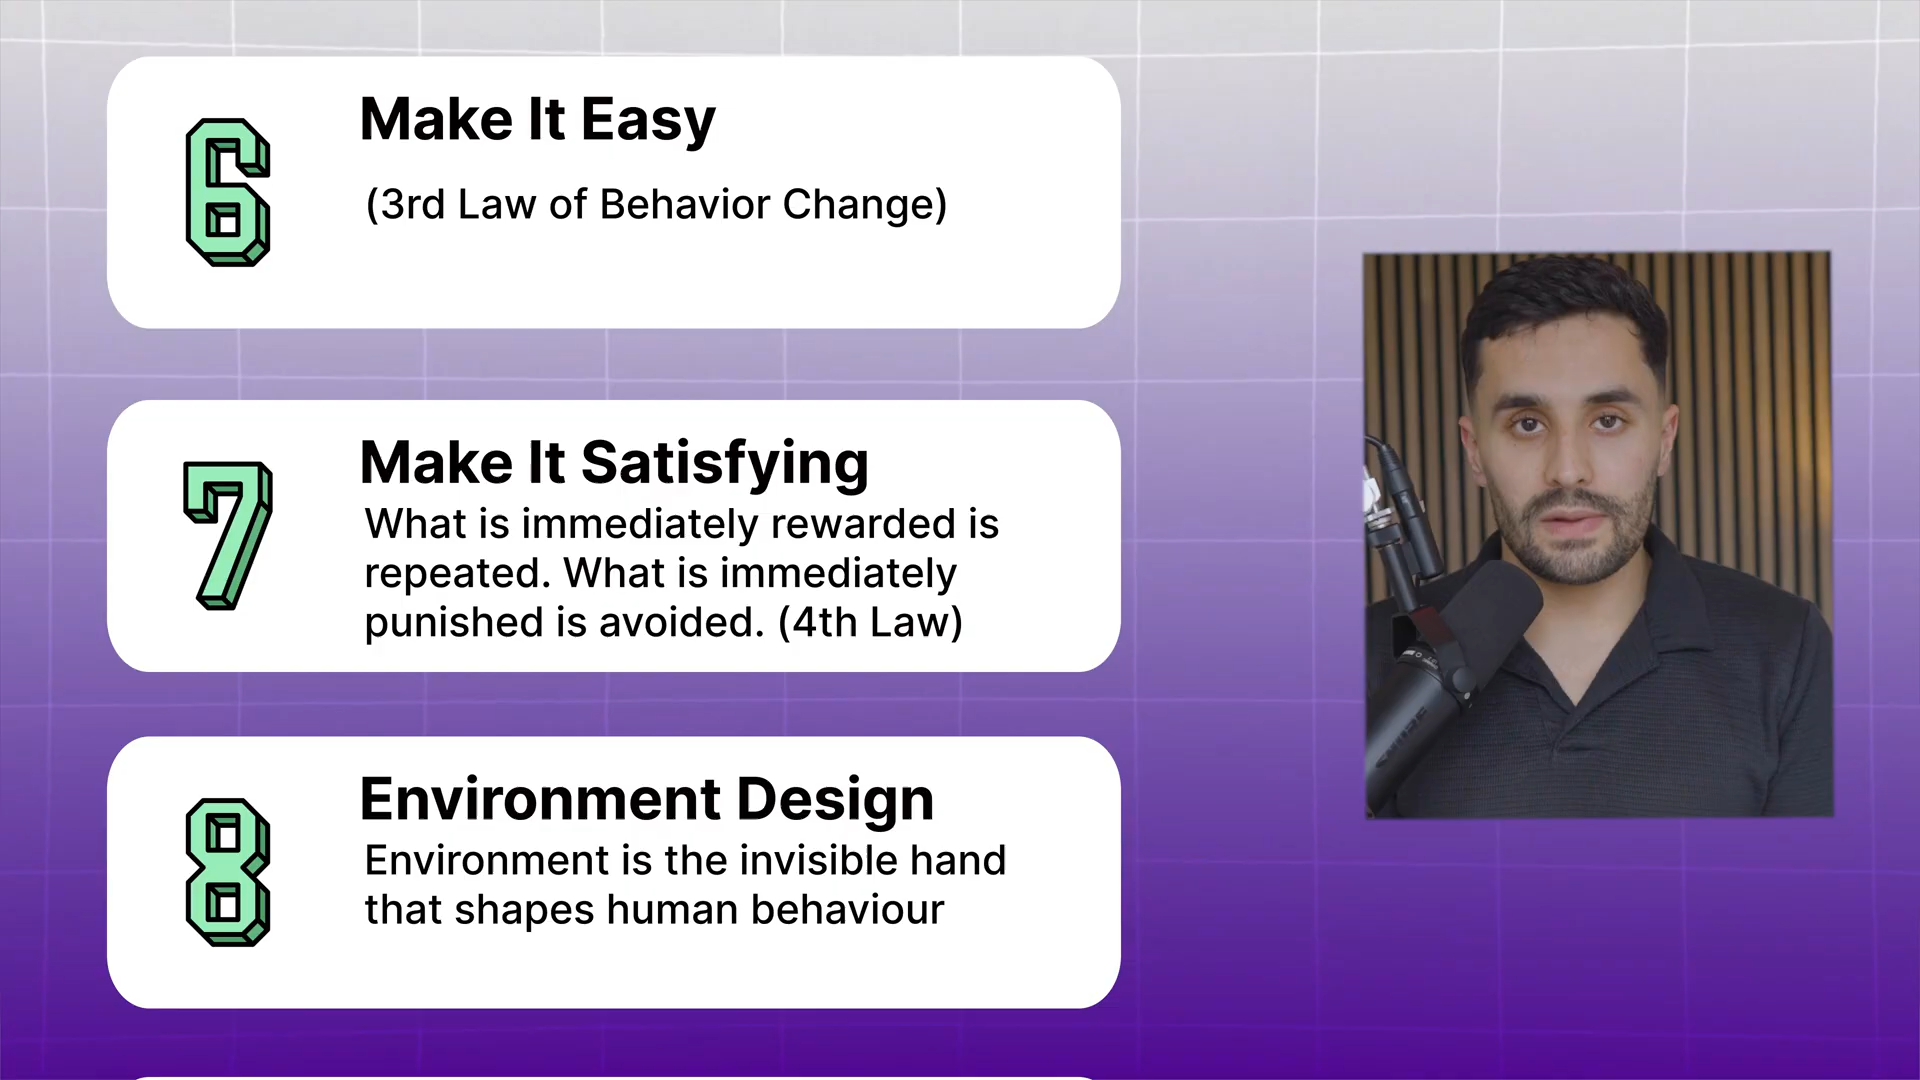 6
Make It Easy
(3rd Law of Behavior Change)
7
Make It Satisfying
What is immediately rewarded is
repeated. What is immediately
punished is avoided. (4th Law)
8
Environment Design
Environment is the invisible hand
that shapes human behaviour